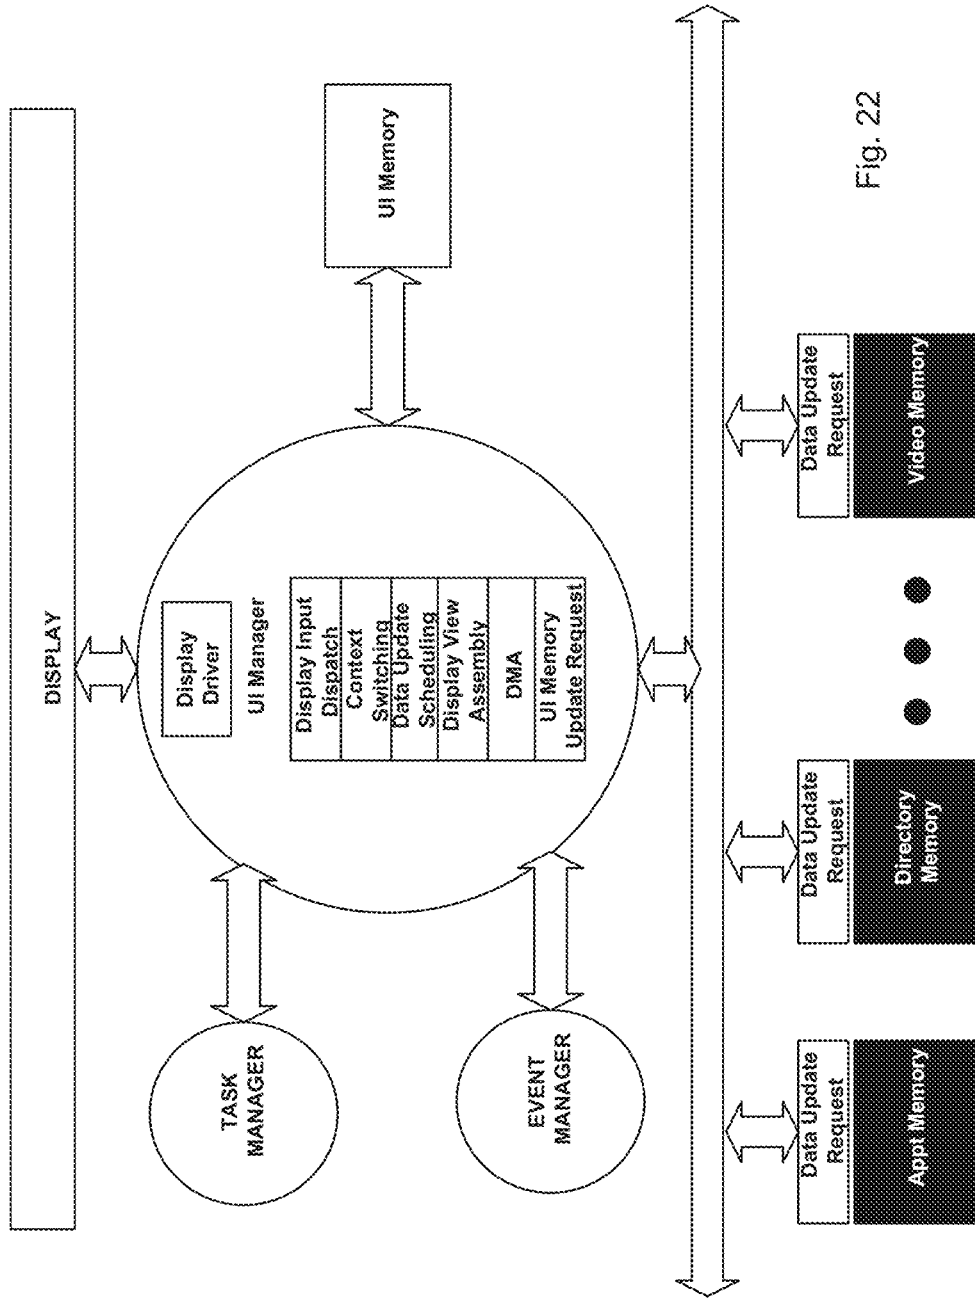 DISPLAY
Display
Driver
UI Manager
Display Input
Dispatch
Context
Switching
Data Update
Scheduling
Display View
Assembly
DMA
UI Memory
Update Request
TASK
MANAGER
EVENT
MANAGER
UI Memory
Data Update
Request
Appt Memory
Data Update
Request
Directory
Memory
Data Update
Request
Video Memory
Fig. 22